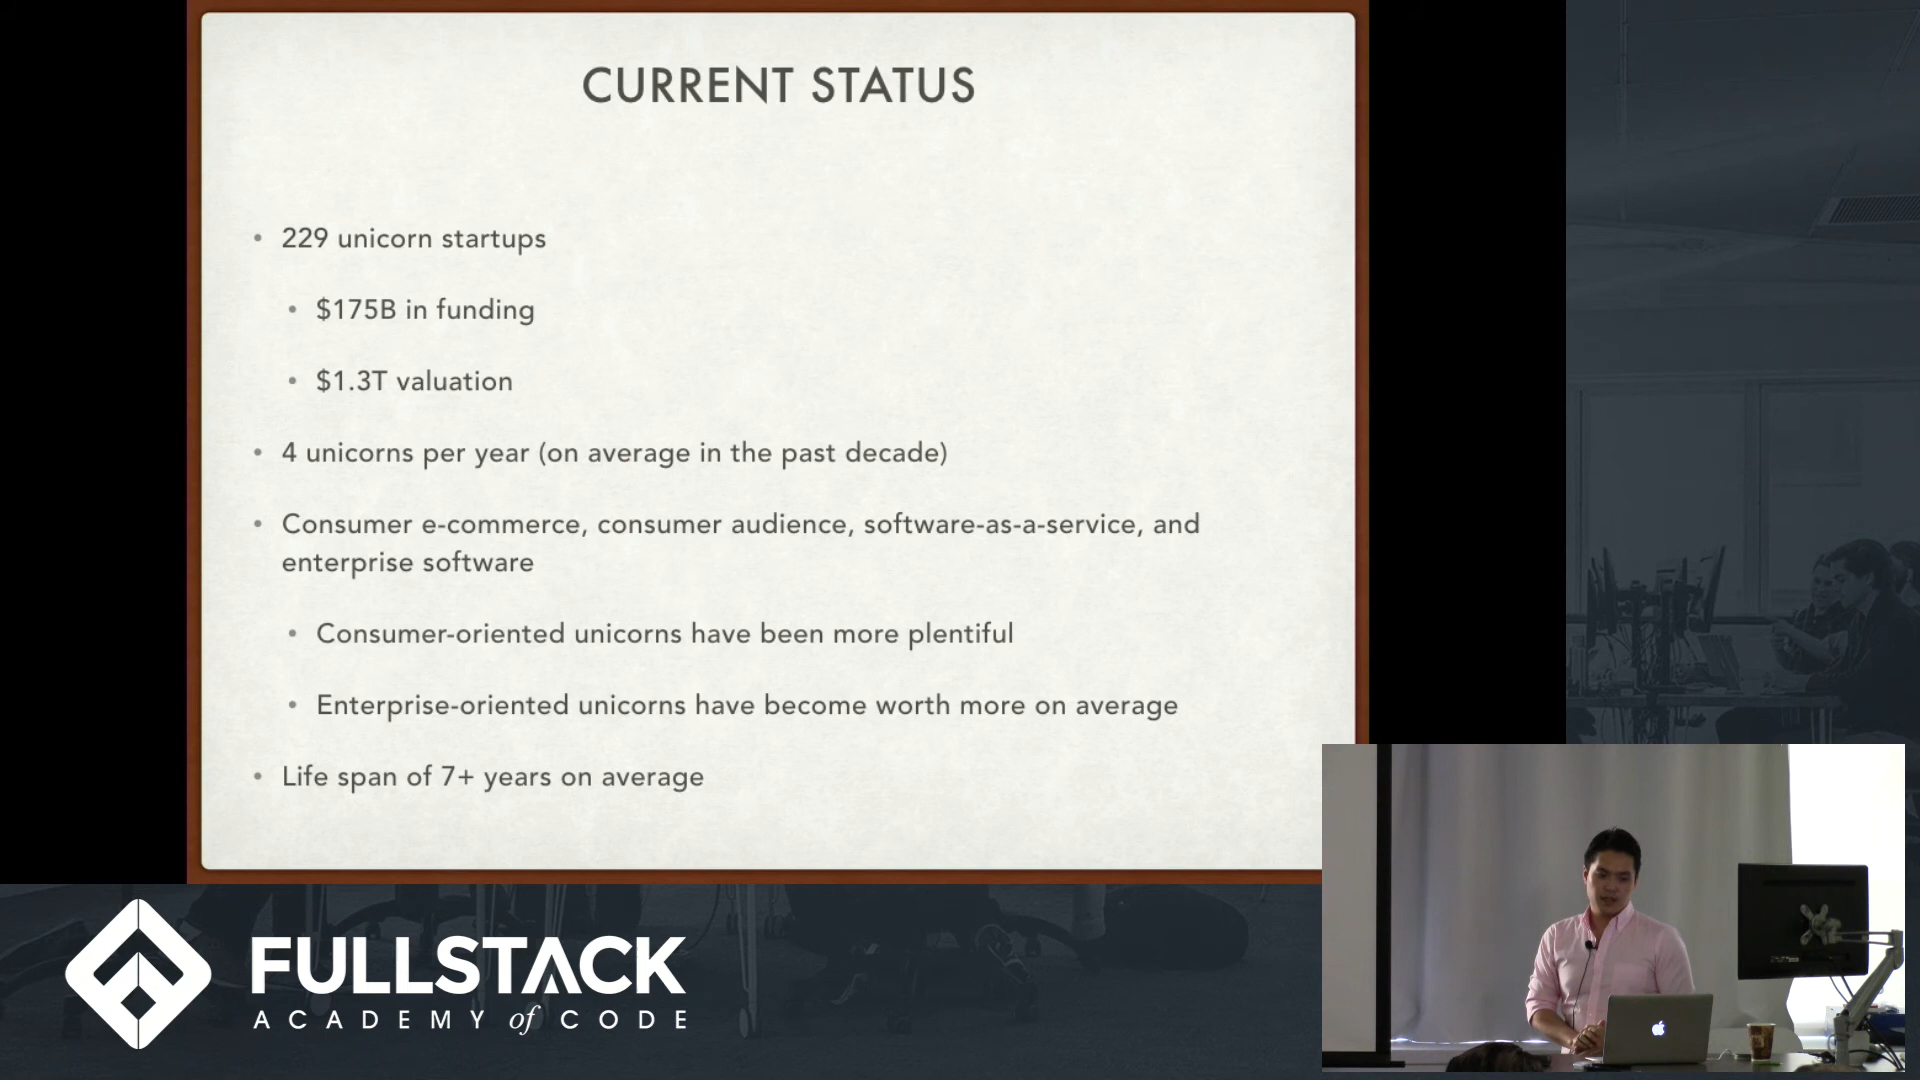 CURRENT STATUS
• 229 unicorn startups
• $175B in funding
• $1.3T valuation
• 4 unicorns per year (on average in the past decade)
• Consumer e-commerce, consumer audience, software-as-a-service, and
enterprise software
• Consumer-oriented unicorns have been more plentiful
• Enterprise-oriented unicorns have become worth more on average
• Life span of 7+ years on average
FULLSTACK
ACADEMY of CODE